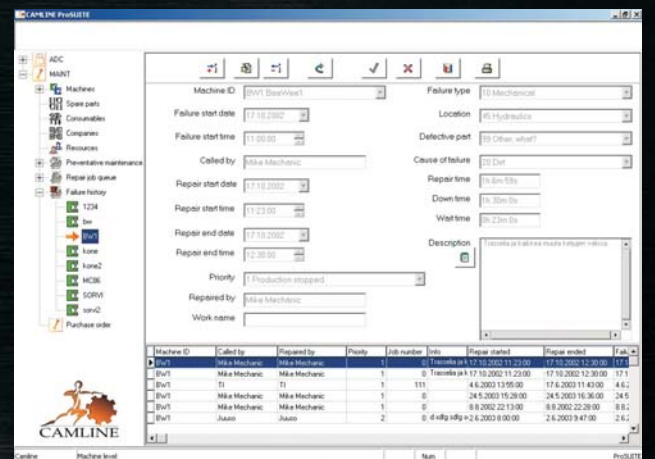 CAMLINE ProSUITE
ADC
MAINT
Machines
Spare parts
Consumables
Companies
Resources
Preventative maintenance
Repair job queue
Failure history
1234
bw
BW1
kone
kone2
MC86
SORVI
sorvi2
Purchase order
CAMLINE
Machine ID BW1 BeeWee1
Failure start date 17.10.2002
Failure start time 11:00:00
Called by Mike Mechanic
Repair start date 17.10.2002
Repair start time 11:23:00
Repair end date 17.10.2002
Repair end time 12:30:00
Priority 1 Production stopped
Repaired by Mike Mechanic
Work name
Failure type 10 Mechanical
Location 45 Hydraulics
Defective part 99 Other, what?
Cause of failure 20 Dirt
Repair time 1h 6m 59s
Down time 1h 30m 0s
Wait time 0h 23m 0s
Description
Machine ID Called by Repaired by Priority Job number Info Repair started Repair ended
BW1 Mike Mechanic Mike Mechanic 1 0 17.10.2002 11:23:00 17.10.2002 12:30:00
BW1 Mike Mechanic Mike Mechanic 1 0 17.10.2002 11:23:00 17.10.2002 12:30:00
BW1 TI TI 1 111 4.6.2003 13:55:00 17.6.2003 11:43:00
BW1 Mike Mechanic Mike Mechanic 1 0 24.5.2003 15:28:00 24.5.2003 16:36:00
BW1 Mike Mechanic Mike Mechanic 1 0 8.8.2002 22:13:00 8.8.2002 22:28:00
BW1 Juuso Juuso 2 0 2.6.2003 8:00:00 2.6.2003 9:47:00
Camline Machine level Num ProSUITE